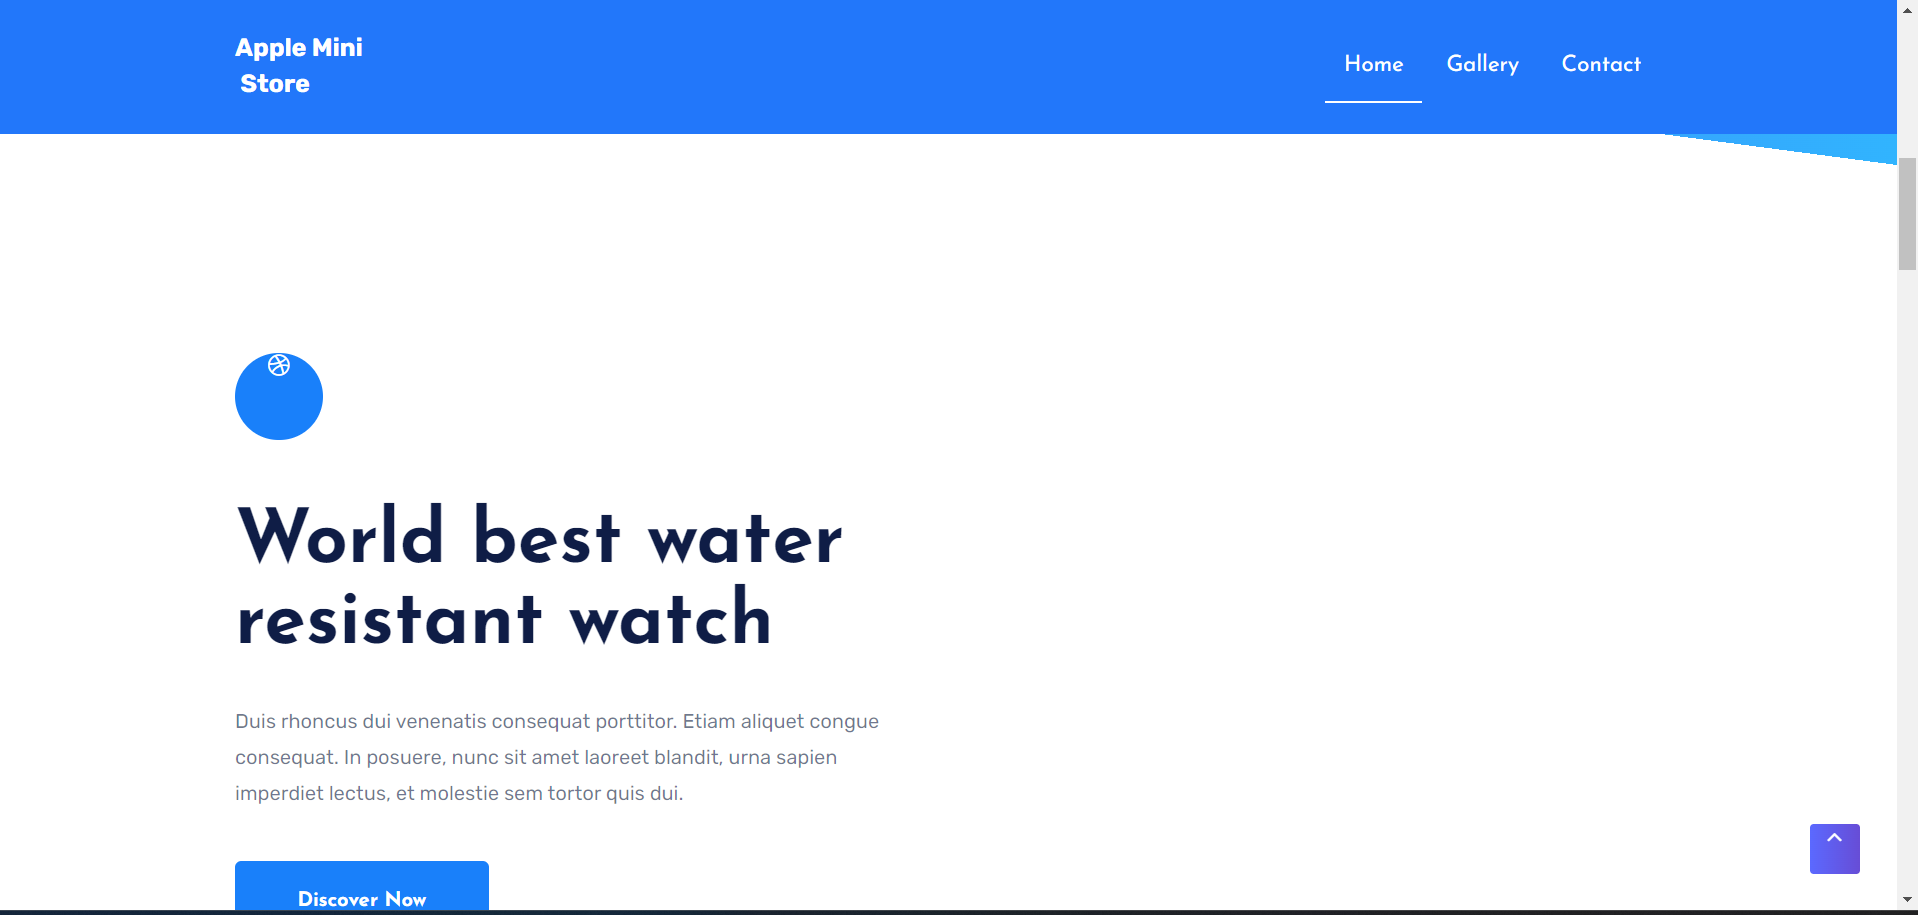 Apple Mini
Store
Home Gallery Contact
World best water
resistant watch
Duis rhoncus dui venenatis consequat porttitor. Etiam aliquet congue
consequat. In posuere, nunc sit amet laoreet blandit, urna sapien
imperdiet lectus, et molestie sem tortor quis dui.
Discover Now